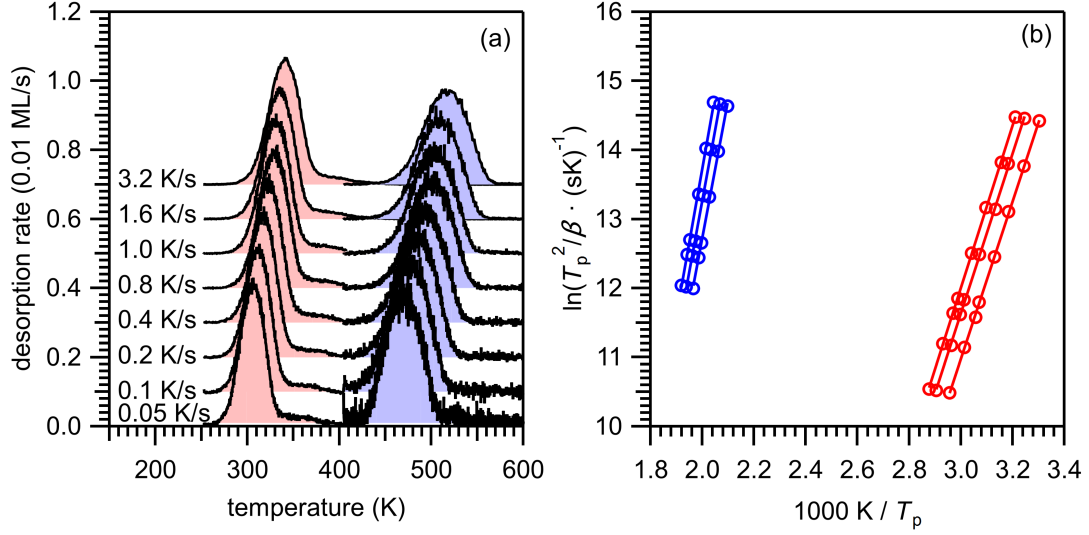 (a)
desorption rate (0.01 ML/s)
1.2
1.0
0.8
0.6
0.4
0.2
0.0
3.2 K/s
1.6 K/s
1.0 K/s
0.8 K/s
0.4 K/s
0.2 K/s
0.1 K/s
0.05 K/s
200 300 400 500 600
temperature (K)
(b)
ln(Tp²/β · (sK)⁻¹)
16
15
14
13
12
11
10
1.8 2.0 2.2 2.4 2.6 2.8 3.0 3.2 3.4
1000 K / Tp